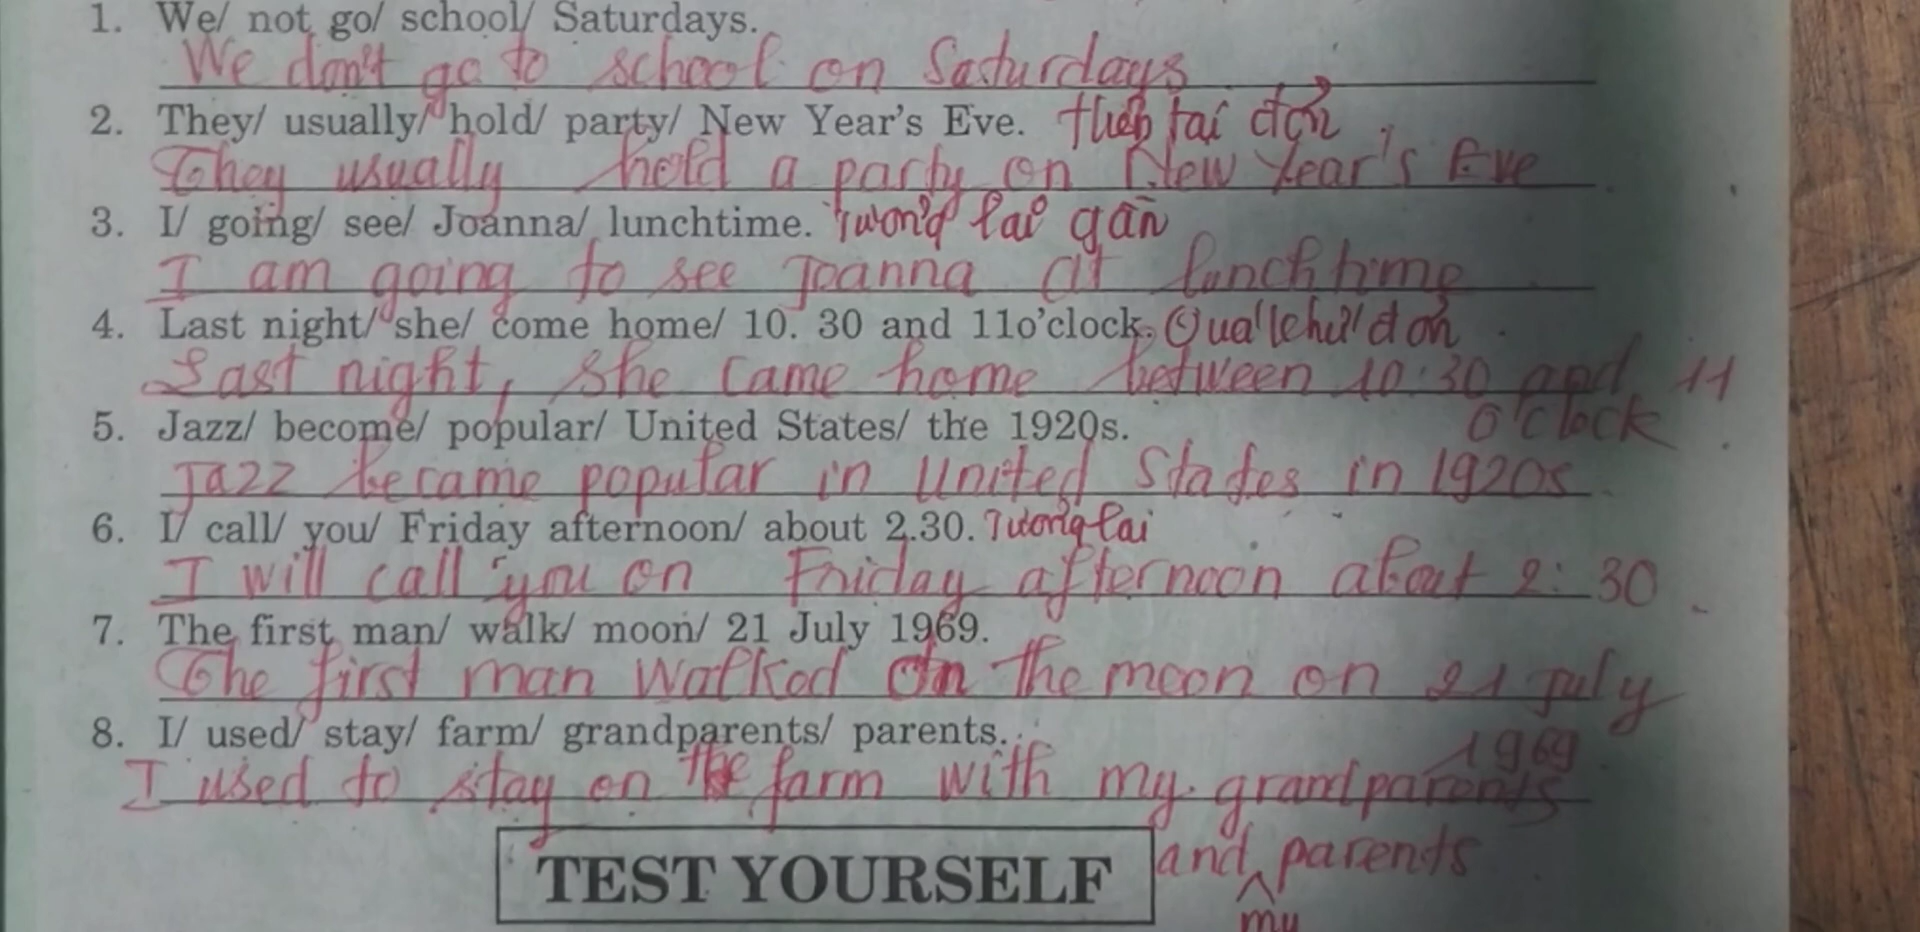 1. We/ not go/ school/ Saturdays.
We don't go to school on Saturdays
2. They/ usually/ hold/ party/ New Year's Eve. hiện tại đơn
They usually hold a party on New Year's Eve
3. I/ going/ see/ Joanna/ lunchtime. Tương lai gần
I am going to see Joanna at lunchtime
4. Last night/ she/ come home/ 10. 30 and 11o'clock. Quá khứ đơn
Last night, she came home between 10:30 and 11
o'clock
5. Jazz/ become/ popular/ United States/ the 1920s.
Jazz became popular in United States in 1920s
6. I/ call/ you/ Friday afternoon/ about 2.30. Tương lai
I will call you on Friday afternoon about 2:30
7. The first man/ walk/ moon/ 21 July 1969.
The first man walked on the moon on 21 July
1969
8. I/ used/ stay/ farm/ grandparents/ parents.
I used to stay on the farm with my grandparents
and my parents
TEST YOURSELF